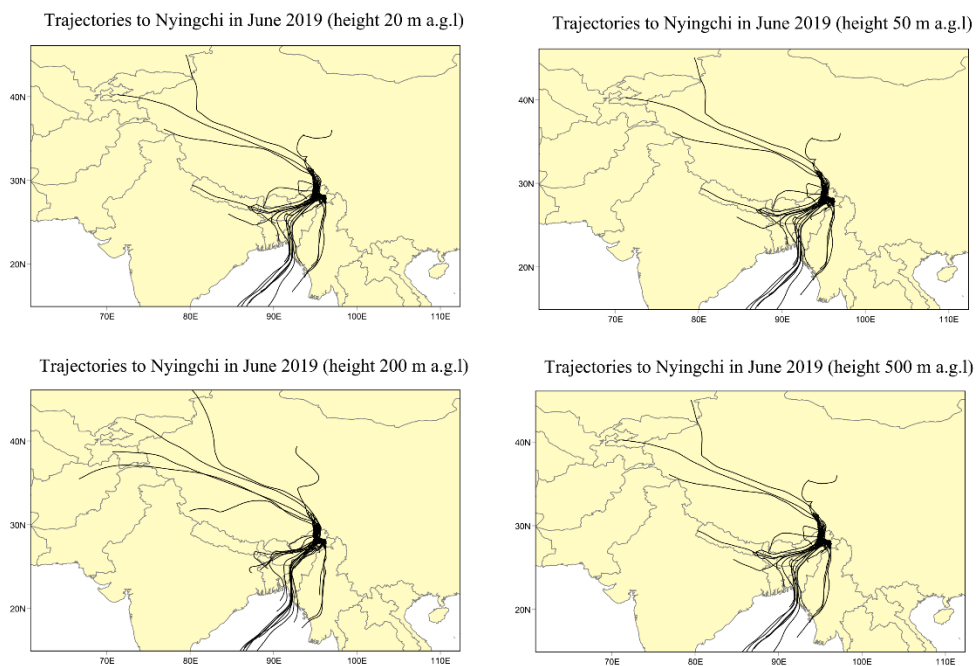 Trajectories to Nyingchi in June 2019 (height 20 m a.g.l)
40N
30N
20N
70E 80E 90E 100E 110E
Trajectories to Nyingchi in June 2019 (height 50 m a.g.l)
40N
30N
20N
70E 80E 90E 100E 110E
Trajectories to Nyingchi in June 2019 (height 200 m a.g.l)
40N
30N
20N
70E 80E 90E 100E 110E
Trajectories to Nyingchi in June 2019 (height 500 m a.g.l)
40N
30N
20N
70E 80E 90E 100E 110E